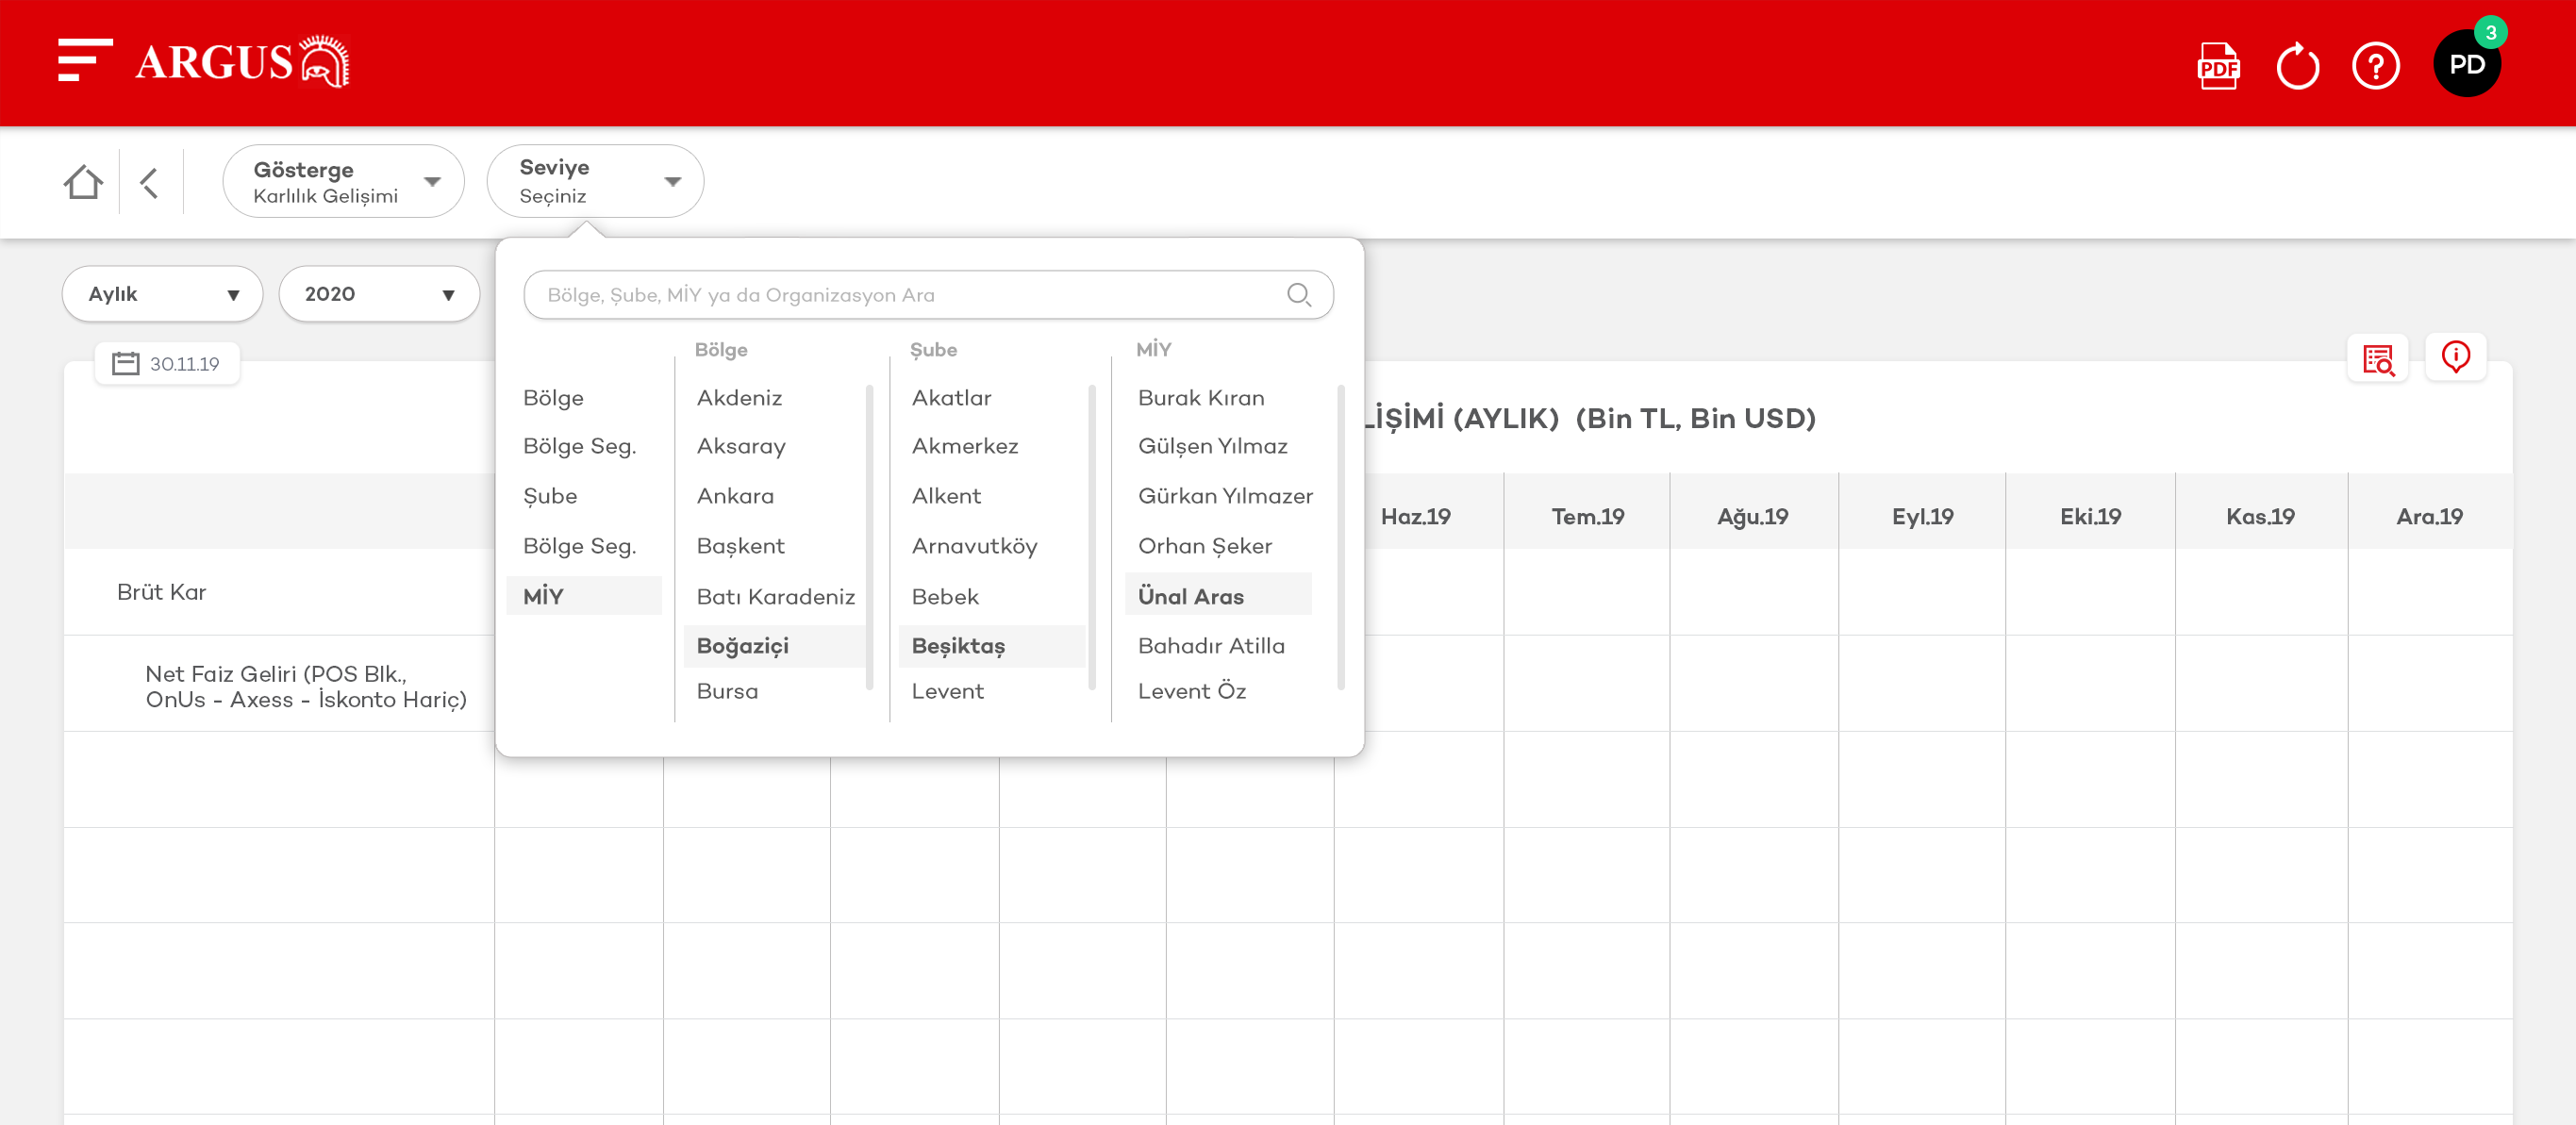 ARGUS
PDF
?
3
PD
Gösterge
Karlılık Gelişimi
Seviye
Seçiniz
Aylık
2020
Bölge, Şube, MİY ya da Organizasyon Ara
30.11.19
Bölge
Bölge Seg.
Şube
Bölge Seg.
MİY
Bölge
Akdeniz
Aksaray
Ankara
Başkent
Batı Karadeniz
Boğaziçi
Bursa
Şube
Akatlar
Akmerkez
Alkent
Arnavutköy
Bebek
Beşiktaş
Levent
MİY
Burak Kıran
Gülşen Yılmaz
Gürkan Yılmazer
Orhan Şeker
Ünal Aras
Bahadır Atilla
Levent Öz
LİŞİMİ (AYLIK) (Bin TL, Bin USD)
Haz.19 Tem.19 Ağu.19 Eyl.19 Eki.19 Kas.19 Ara.19
Brüt Kar
Net Faiz Geliri (POS Blk.,
OnUs - Axess - İskonto Hariç)